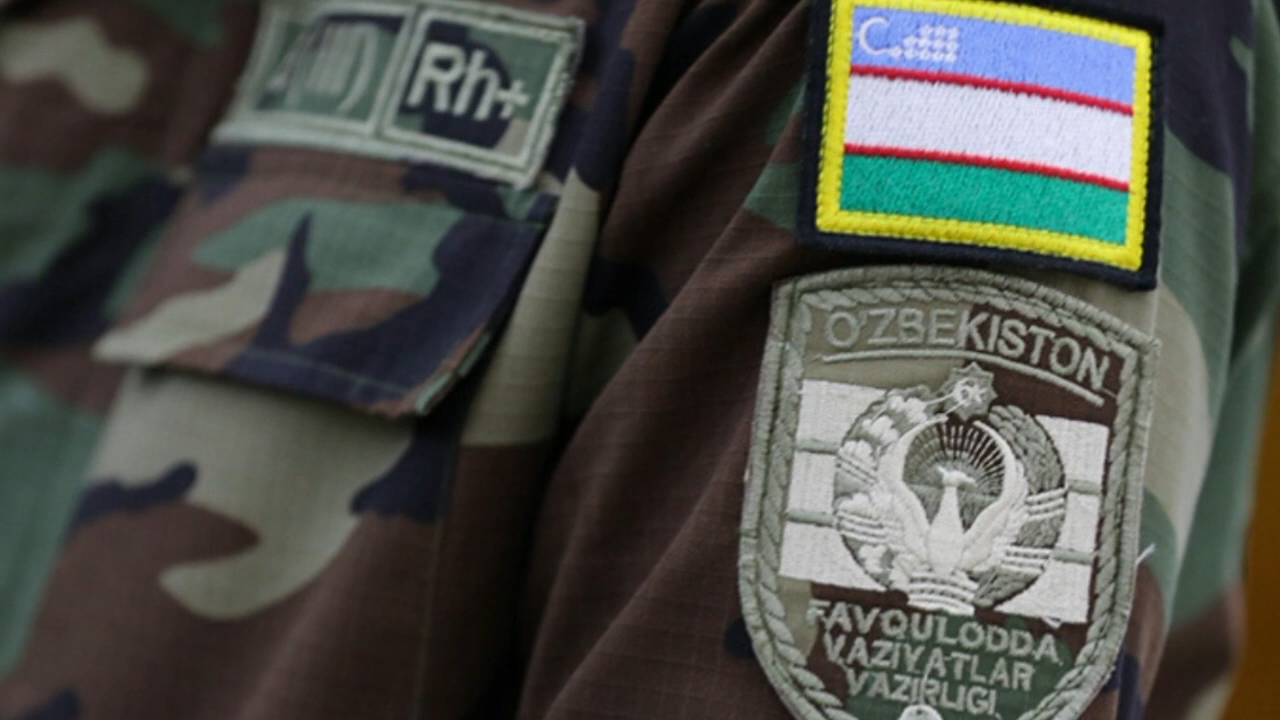 Rh+
O'ZBEKISTON
FAVQULODDA
VAZIYATLAR
VAZIRLIGI